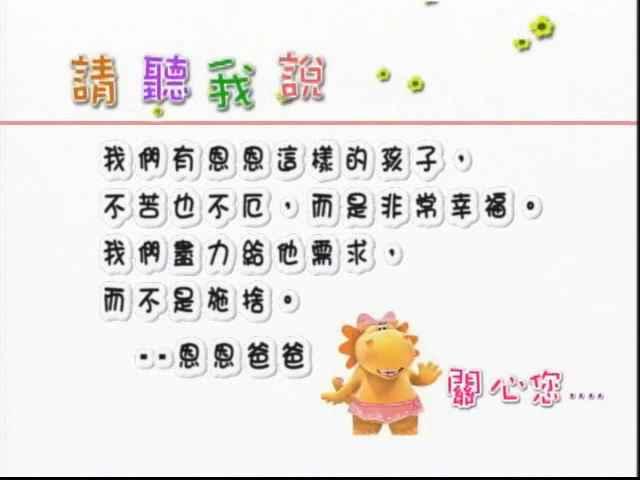 請聽我說
我們有恩恩這樣的孩子，
不苦也不厄，而是非常幸福。
我們盡力給他需求，
而不是施捨。
--恩恩爸爸
關心您....